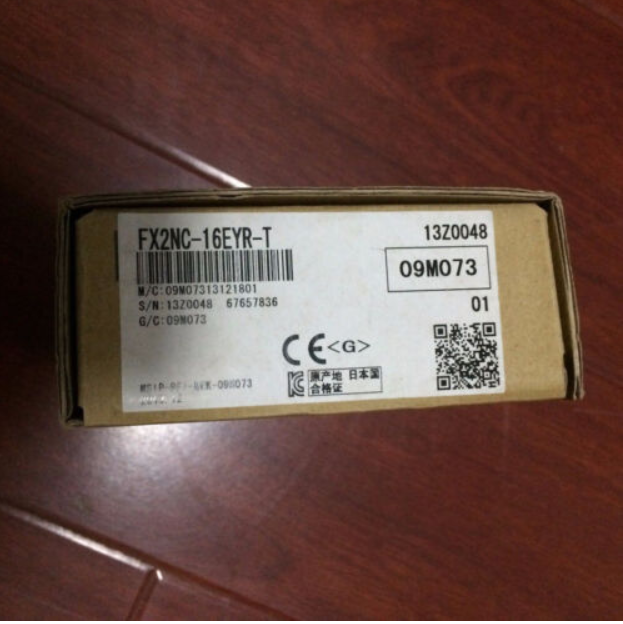 FX2NC-16EYR-T
13Z0048
09M073
M/C:09M07313121801
S/N:13Z0048 67657836
G/C:09M073
01
CE<G>
原产地 日本国
合格证